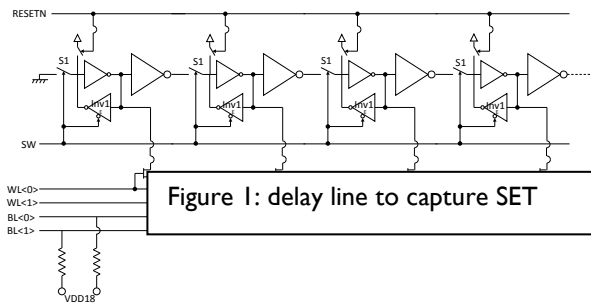 RESETN
S1 S1 S1 S1
Inv1 Inv1 Inv1 Inv1
SW
WL<0>
WL<1>
BL<0>
BL<1>
Figure 1: delay line to capture SET
VDD18